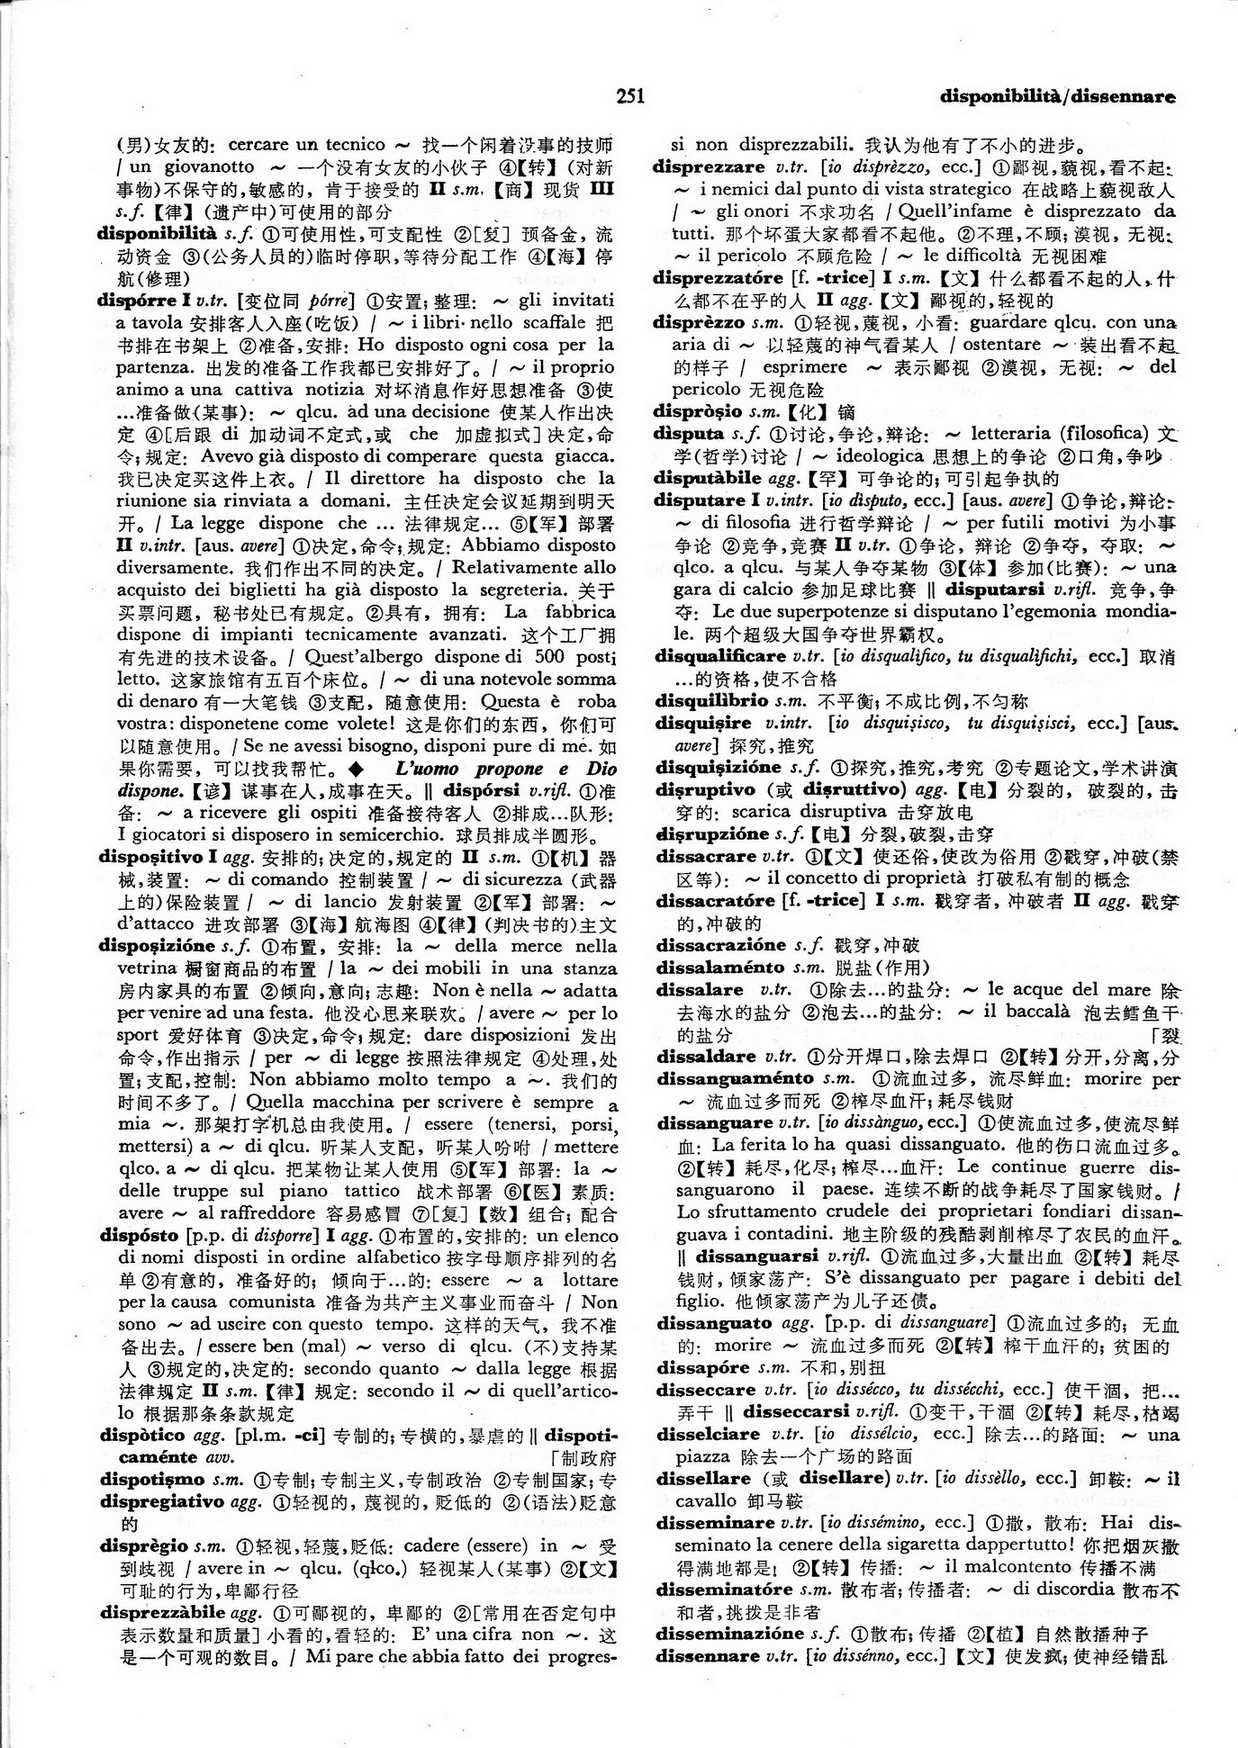 251
disponibilità/dissennare
(男)女友的: cercare un tecnico ～ 找一个闲着没事的技师
/ un giovanotto ～ 一个没有女友的小伙子 ④【转】(对新
事物)不保守的,敏感的, 肯于接受的 II s.m. 【商】现货 III
s.f. 【律】(遗产中)可使用的部分
disponibilità s.f. ①可使用性,可支配性 ②[复] 预备金, 流
动资金 ③(公务人员的)临时停职,等待分配工作 ④【海】停
航(修理)
dispórre I v.tr. [变位同 pórre] ①安置; 整理: ～ gli invitati
a tavola 安排客人入座(吃饭) / ～ i libri nello scaffale 把
书排在书架上 ②准备,安排: Ho disposto ogni cosa per la
partenza. 出发的准备工作我都已安排好了。/ ～ il proprio
animo a una cattiva notizia 对坏消息作好思想准备 ③使
…准备做(某事): ～ qlcu. ad una decisione 使某人作出决
定 ④[后跟 di 加动词不定式,或 che 加虚拟式] 决定,命
令; 规定: Avevo già disposto di comperare questa giacca.
我已决定买这件上衣。/ Il direttore ha disposto che la
riunione sia rinviata a domani. 主任决定会议延期到明天
开。/ La legge dispone che … 法律规定… ⑤【军】部署
II v.intr. [aus. avere] ①决定,命令; 规定: Abbiamo disposto
diversamente. 我们作出不同的决定。/ Relativamente allo
acquisto dei biglietti ha già disposto la segreteria. 关于
买票问题, 秘书处已有规定。②具有, 拥有: La fabbrica
dispone di impianti tecnicamente avanzati. 这个工厂拥
有先进的技术设备。/ Quest'albergo dispone di 500 posti
letto. 这家旅馆有五百个床位。/ ～ di una notevole somma
di denaro 有一大笔钱 ③支配, 随意使用: Questa è roba
vostra: disponetene come volete! 这是你们的东西, 你们可
以随意使用。/ Se ne avessi bisogno, disponi pure di me. 如
果你需要, 可以找我帮忙。◆ L'uomo propone e Dio
dispone. 【谚】谋事在人,成事在天。|| dispórsi v.rifl. ①准
备: ～ a ricevere gli ospiti 准备接待客人 ②排成…队形:
I giocatori si disposero in semicerchio. 球员排成半圆形。
dispoșitivo I agg. 安排的; 决定的,规定的 II s.m. ①【机】器
械,装置: ～ di comando 控制装置 / ～ di sicurezza (武器
上的)保险装置 / ～ di lancio 发射装置 ②【军】部署: ～
d'attacco 进攻部署 ③【海】航海图 ④【律】(判决书的)主文
dispoșizióne s.f. ①布置, 安排: la ～ della merce nella
vetrina 橱窗商品的布置 / la ～ dei mobili in una stanza
房内家具的布置 ②倾向,意向; 志趣: Non è nella ～ adatta
per venire ad una festa. 他没心思来联欢。/ avere ～ per lo
sport 爱好体育 ③决定,命令; 规定: dare disposizioni 发出
命令,作出指示 / per ～ di legge 按照法律规定 ④处理,处
置; 支配,控制: Non abbiamo molto tempo a ～. 我们的
时间不多了。/ Quella macchina per scrivere è sempre a
mia ～. 那架打字机总由我使用。/ essere (tenersi, porsi,
mettersi) a ～ di qlcu. 听某人支配, 听某人吩咐 / mettere
qlco. a ～ di qlcu. 把某物让某人使用 ⑤【军】部署: la ～
delle truppe sul piano tattico 战术部署 ⑥【医】素质:
avere ～ al raffreddore 容易感冒 ⑦[复]【数】组合; 配合
dispósto [p.p. di disporre] I agg. ①布置的,安排的: un elenco
di nomi disposti in ordine alfabetico 按字母顺序排列的名
单 ②有意的, 准备好的; 倾向于…的: essere ～ a lottare
per la causa comunista 准备为共产主义事业而奋斗 / Non
sono ～ ad uscire con questo tempo. 这样的天气, 我不准
备出去。/ essere ben (mal) ～ verso di qlcu. (不)支持某
人 ③规定的,决定的: secondo quanto ～ dalla legge 根据
法律规定 II s.m. 【律】规定: secondo il ～ di quell'artico-
lo 根据那条条款规定
dispòtico agg. [pl.m. -ci] 专制的; 专横的,暴虐的 || dispoti-
caménte avv. 「制政府
dispotișmo s.m. ①专制; 专制主义,专制政治 ②专制国家; 专
dispregiativo agg. ①轻视的, 蔑视的, 贬低的 ②(语法)贬意
的
disprègio s.m. ①轻视,轻蔑,贬低: cadere (essere) in ～ 受
到歧视 / avere in ～ qlcu. (qlco.) 轻视某人(某事) ②【文】
可耻的行为,卑鄙行径
disprezzàbile agg. ①可鄙视的, 卑鄙的 ②[常用在否定句中
表示数量和质量] 小看的,看轻的: E' una cifra non ～. 这
是一个可观的数目。/ Mi pare che abbia fatto dei progres-
si non disprezzabili. 我认为他有了不小的进步。
disprezzare v.tr. [io disprèzzo, ecc.] ①鄙视,藐视,看不起:
～ i nemici dal punto di vista strategico 在战略上藐视敌人
/ ～ gli onori 不求功名 / Quell'infame è disprezzato da
tutti. 那个坏蛋大家都看不起他。②不理,不顾; 漠视, 无视:
～ il pericolo 不顾危险 / ～ le difficoltà 无视困难
disprezzatóre [f. -trice] I s.m. 【文】什么都看不起的人,什
么都不在乎的人 II agg. 【文】鄙视的,轻视的
disprèzzo s.m. ①轻视,蔑视, 小看: guardare qlcu. con una
aria di ～ 以轻蔑的神气看某人 / ostentare ～ 装出看不起
的样子 / esprimere ～ 表示鄙视 ②漠视, 无视: ～ del
pericolo 无视危险
dispròșio s.m. 【化】镝
disputa s.f. ①讨论,争论,辩论: ～ letteraria (filosofica) 文
学(哲学)讨论 / ～ ideologica 思想上的争论 ②口角,争吵
disputàbile agg. 【罕】可争论的; 可引起争执的
disputare I v.intr. [io dìsputo, ecc.] [aus. avere] ①争论,辩论:
～ di filosofia 进行哲学辩论 / ～ per futili motivi 为小事
争论 ②竞争,竞赛 II v.tr. ①争论, 辩论 ②争夺, 夺取: ～
qlco. a qlcu. 与某人争夺某物 ③【体】参加(比赛): ～ una
gara di calcio 参加足球比赛 || disputarsi v.rifl. 竞争,争
夺: Le due superpotenze si disputano l'egemonia mondia-
le. 两个超级大国争夺世界霸权。
disqualificare v.tr. [io disqualifico, tu disqualifichi, ecc.] 取消
…的资格,使不合格
disquilibrio s.m. 不平衡; 不成比例,不匀称
disquișire v.intr. [io disquișisco, tu disquișisci, ecc.] [aus.
avere] 探究,推究
disquișizióne s.f. ①探究,推究,考究 ②专题论文,学术讲演
dișruptivo (或 dișruttivo) agg. 【电】分裂的, 破裂的, 击
穿的: scarica disruptiva 击穿放电
dișrupzióne s.f. 【电】分裂,破裂,击穿
dissacrare v.tr. ①【文】使还俗,使改为俗用 ②戳穿,冲破(禁
区等): ～ il concetto di proprietà 打破私有制的概念
dissacratóre [f. -trice] I s.m. 戳穿者, 冲破者 II agg. 戳穿
的,冲破的
dissacrazióne s.f. 戳穿,冲破
dissalaménto s.m. 脱盐(作用)
dissalare v.tr. ①除去…的盐分: ～ le acque del mare 除
去海水的盐分 ②泡去…的盐分: ～ il baccalà 泡去鳕鱼干
的盐分 「裂
dissaldare v.tr. ①分开焊口,除去焊口 ②【转】分开,分离,分
dissanguaménto s.m. ①流血过多, 流尽鲜血: morire per
～ 流血过多而死 ②榨尽血汗; 耗尽钱财
dissanguare v.tr. [io dissànguo, ecc.] ①使流血过多,使流尽鲜
血: La ferita lo ha quasi dissanguato. 他的伤口流血过多。
②【转】耗尽,化尽; 榨尽…血汗: Le continue guerre dis-
sanguarono il paese. 连续不断的战争耗尽了国家钱财。/
Lo sfruttamento crudele dei proprietari fondiari dissan-
guava i contadini. 地主阶级的残酷剥削榨尽了农民的血汗。
|| dissanguarsi v.rifl. ①流血过多,大量出血 ②【转】耗尽
钱财,倾家荡产: S'è dissanguato per pagare i debiti del
figlio. 他倾家荡产为儿子还债。
dissanguato agg. [p.p. di dissanguare] ①流血过多的; 无血
的: morire ～ 流血过多而死 ②【转】榨干血汗的; 贫困的
dissapóre s.m. 不和,别扭
disseccare v.tr. [io dissécco, tu dissécchi, ecc.] 使干涸, 把…
弄干 || disseccarsi v.rifl. ①变干,干涸 ②【转】耗尽,枯竭
disselciare v.tr. [io dissélcio, ecc.] 除去…的路面: ～ una
piazza 除去一个广场的路面
dissellare (或 disellare) v.tr. [io dissèllo, ecc.] 卸鞍: ～ il
cavallo 卸马鞍
disseminare v.tr. [io dissémino, ecc.] ①撒, 散布: Hai dis-
seminato la cenere della sigaretta dappertutto! 你把烟灰撒
得满地都是! ②【转】传播: ～ il malcontento 传播不满
disseminatóre s.m. 散布者; 传播者: ～ di discordia 散布不
和者,挑拨是非者
disseminazióne s.f. ①散布; 传播 ②【植】自然散播种子
dissennare v.tr. [io dissénno, ecc.] 【文】使发疯; 使神经错乱